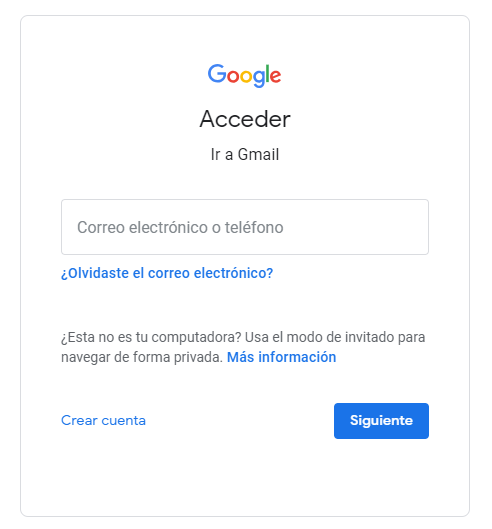 Google
Acceder
Ir a Gmail
Correo electrónico o teléfono
¿Olvidaste el correo electrónico?
¿Esta no es tu computadora? Usa el modo de invitado para
navegar de forma privada. Más información
Crear cuenta
Siguiente